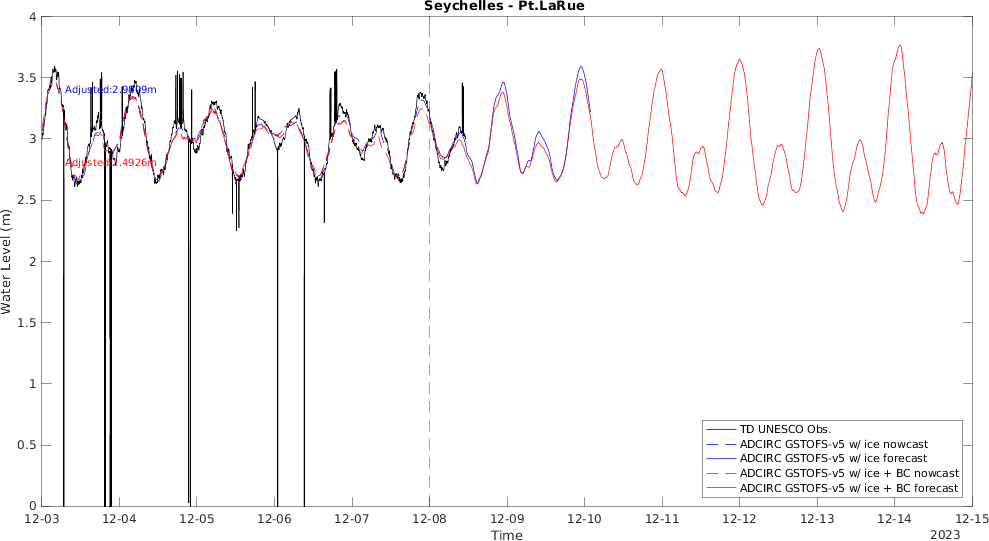 Seychelles - Pt.LaRue
4
3.5
3
2.5
2
1.5
1
0.5
0
Water Level (m)
Adjusted:2.9809m
Adjusted:2.4926m
TD UNESCO Obs.
ADCIRC GSTOFS-v5 w/ ice nowcast
ADCIRC GSTOFS-v5 w/ ice forecast
ADCIRC GSTOFS-v5 w/ ice + BC nowcast
ADCIRC GSTOFS-v5 w/ ice + BC forecast
12-03 12-04 12-05 12-06 12-07 12-08 12-09 12-10 12-11 12-12 12-13 12-14 12-15
Time
2023